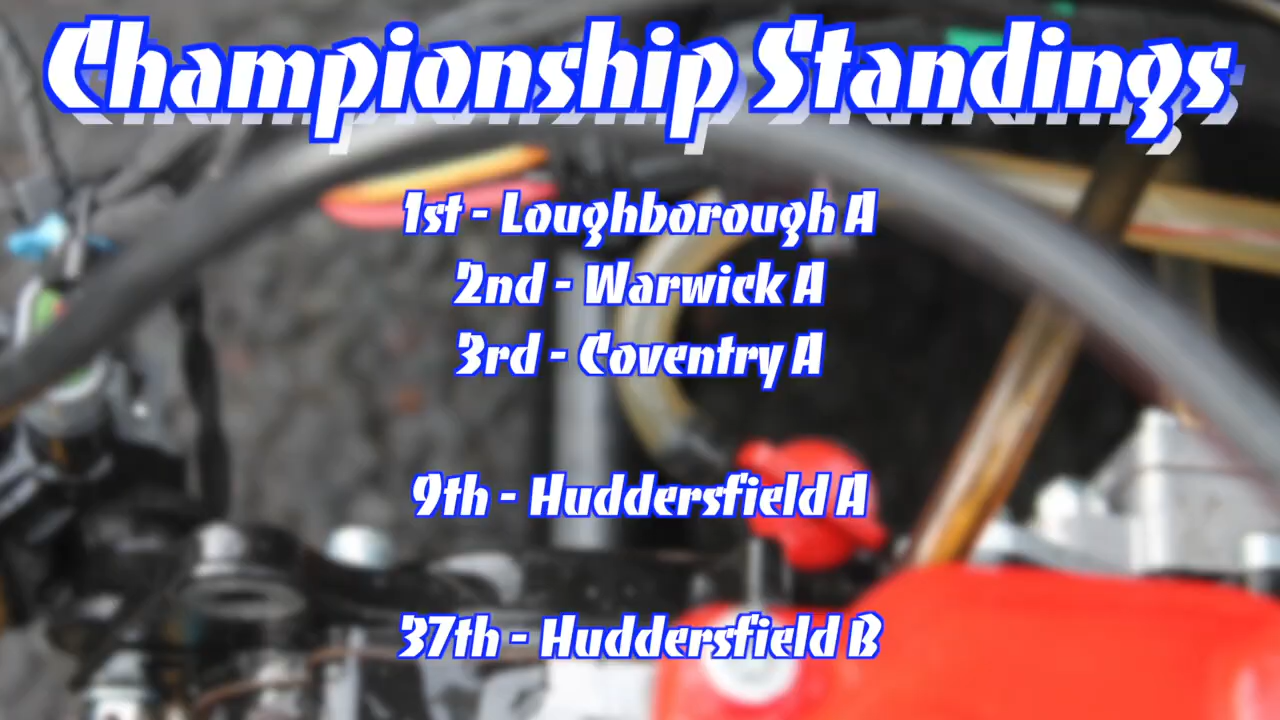 Championship Standings
1st - Loughborough A
2nd - Warwick A
3rd - Coventry A
9th - Huddersfield A
37th - Huddersfield B